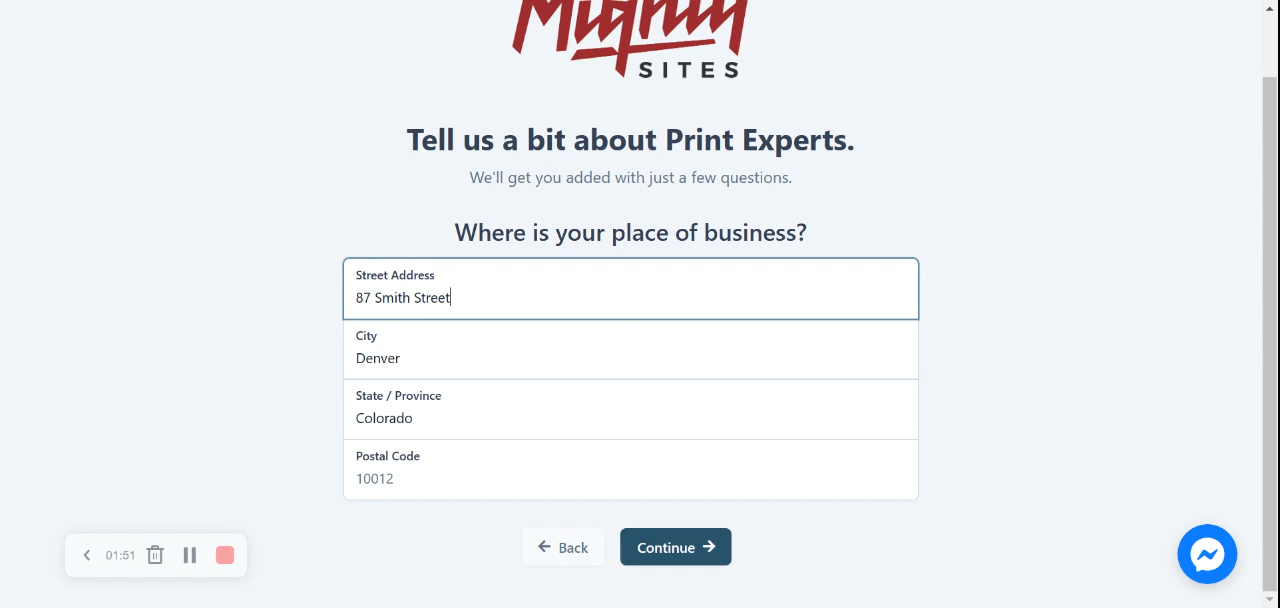 Mighty
SITES
Tell us a bit about Print Experts.
We'll get you added with just a few questions.
Where is your place of business?
Street Address
87 Smith Street
City
Denver
State / Province
Colorado
Postal Code
10012
01:51
Back
Continue